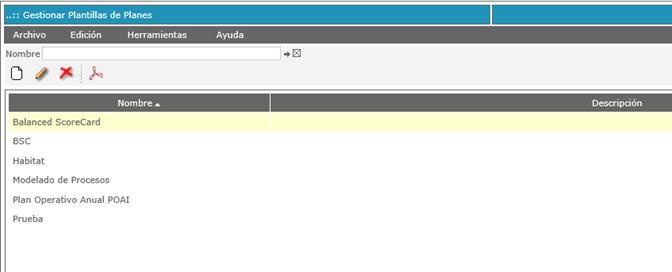 ..:: Gestionar Plantillas de Planes
Archivo Edición Herramientas Ayuda
Nombre
Nombre Descripción
Balanced ScoreCard
BSC
Habitat
Modelado de Procesos
Plan Operativo Anual POAI
Prueba